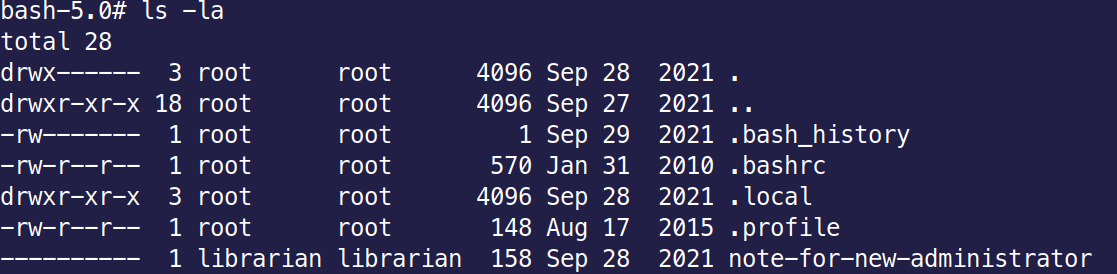 bash-5.0# ls -la
total 28
drwx------  3 root      root      4096 Sep 28  2021 .
drwxr-xr-x 18 root      root      4096 Sep 27  2021 ..
-rw-------  1 root      root         1 Sep 29  2021 .bash_history
-rw-r--r--  1 root      root       570 Jan 31  2010 .bashrc
drwxr-xr-x  3 root      root      4096 Sep 28  2021 .local
-rw-r--r--  1 root      root       148 Aug 17  2015 .profile
----------  1 librarian librarian  158 Sep 28  2021 note-for-new-administrator